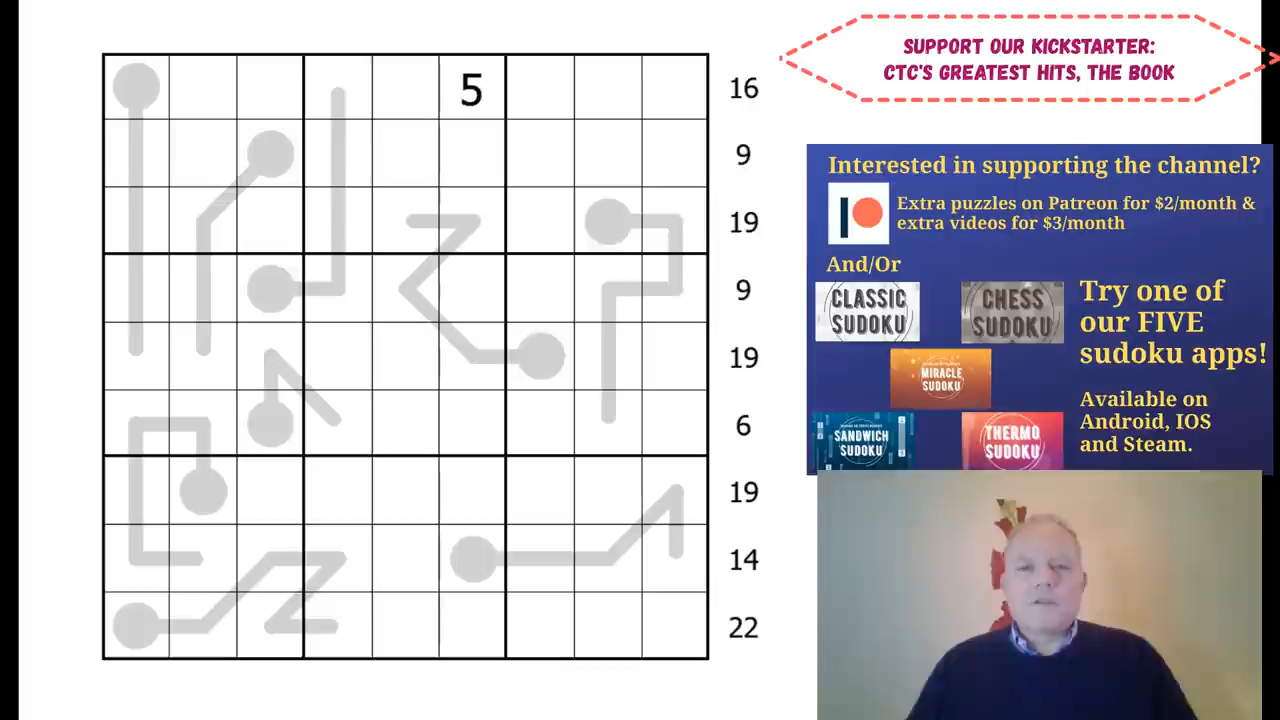 SUPPORT OUR KICKSTARTER:
CTC'S GREATEST HITS, THE BOOK
5
16
9
19
9
19
6
19
14
22
Interested in supporting the channel?
Extra puzzles on Patreon for $2/month &
extra videos for $3/month
And/Or
CLASSIC
SUDOKU
CHESS
SUDOKU
MIRACLE
SUDOKU
SANDWICH
SUDOKU
THERMO
SUDOKU
Try one of
our FIVE
sudoku apps!
Available on
Android, IOS
and Steam.